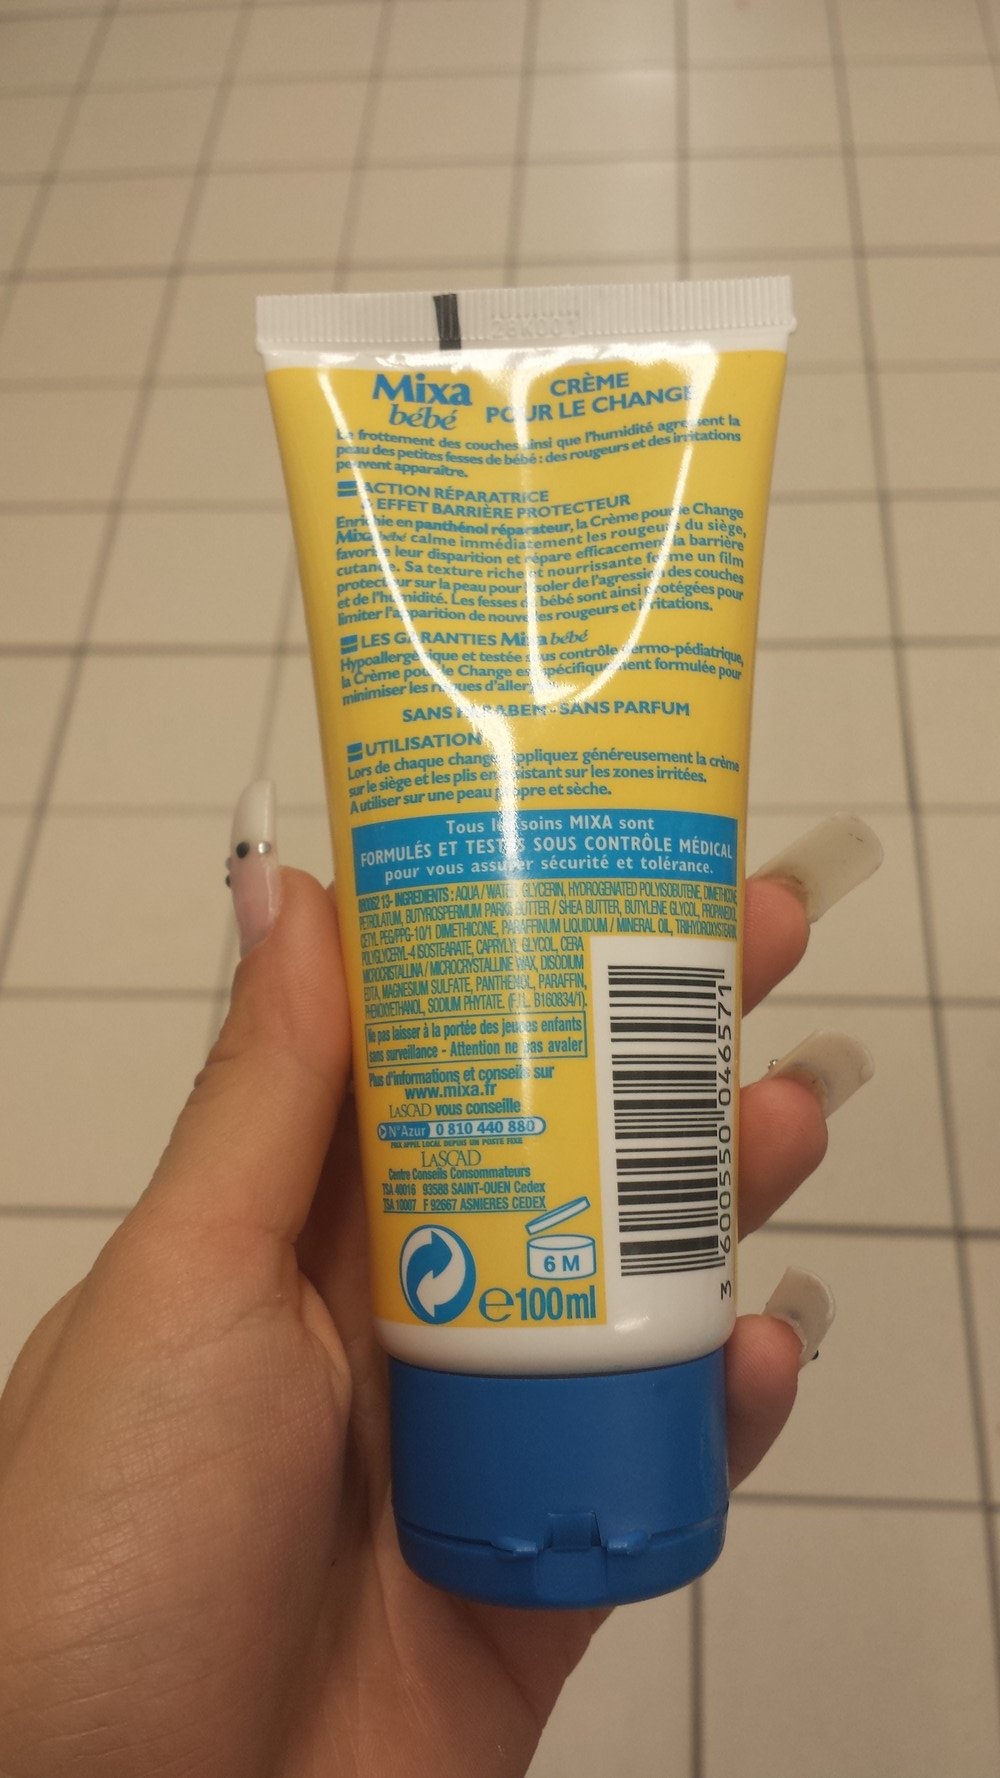 28K001
Mixa bébé
CRÈME
POUR LE CHANGE
Le frottement des couches ainsi que l'humidité agressent la
peau des petites fesses de bébé : des rougeurs et des irritations
peuvent apparaître.
ACTION RÉPARATRICE
& EFFET BARRIÈRE PROTECTEUR
Enrichie en panthénol réparateur, la Crème pour le Change
Mixa bébé calme immédiatement les rougeurs du siège,
favorise leur disparition et répare efficacement la barrière
cutanée. Sa texture riche et nourrissante forme un film
protecteur sur la peau pour l'isoler de l'agression des couches
et de l'humidité. Les fesses de bébé sont ainsi protégées pour
limiter l'apparition de nouvelles rougeurs et irritations.
LES GARANTIES Mixa bébé
Hypoallergénique et testée sous contrôle dermo-pédiatrique,
la Crème pour le Change est spécifiquement formulée pour
minimiser les risques d'allergies.
SANS PARABEN - SANS PARFUM
UTILISATION
Lors de chaque change, appliquez généreusement la crème
sur le siège et les plis en insistant sur les zones irritées.
A utiliser sur une peau propre et sèche.
Tous les soins MIXA sont
FORMULÉS ET TESTÉS SOUS CONTRÔLE MÉDICAL
pour vous assurer sécurité et tolérance.
INGREDIENTS : AQUA / WATER, GLYCERIN, HYDROGENATED POLYISOBUTENE, DIMETHICONE,
PETROLATUM, BUTYROSPERMUM PARKII BUTTER / SHEA BUTTER, BUTYLENE GLYCOL, PROPANEDIOL,
CETYL PEG/PPG-10/1 DIMETHICONE, PARAFFINUM LIQUIDUM / MINERAL OIL, TRIHYDROXYSTEARIN,
POLYGLYCERYL-4 ISOSTEARATE, CAPRYLYL GLYCOL, CERA
MICROCRISTALLINA / MICROCRYSTALLINE WAX, DISODIUM
EDTA, MAGNESIUM SULFATE, PANTHENOL, PARAFFIN,
PHENOXYETHANOL, SODIUM PHYTATE. (F.I.L. B160834/1).
Ne pas laisser à la portée des jeunes enfants
sans surveillance - Attention ne pas avaler
Plus d'informations et conseils sur
www.mixa.fr
LASCAD vous conseille
N°Azur 0 810 440 880
PRIX APPEL LOCAL DEPUIS UN POSTE FIXE
LASCAD
Centre Conseils Consommateurs
TSA 40016 93588 SAINT-OUEN Cedex
TSA 10007 F 92667 ASNIERES CEDEX
6 M
e100ml
3 600550 046571